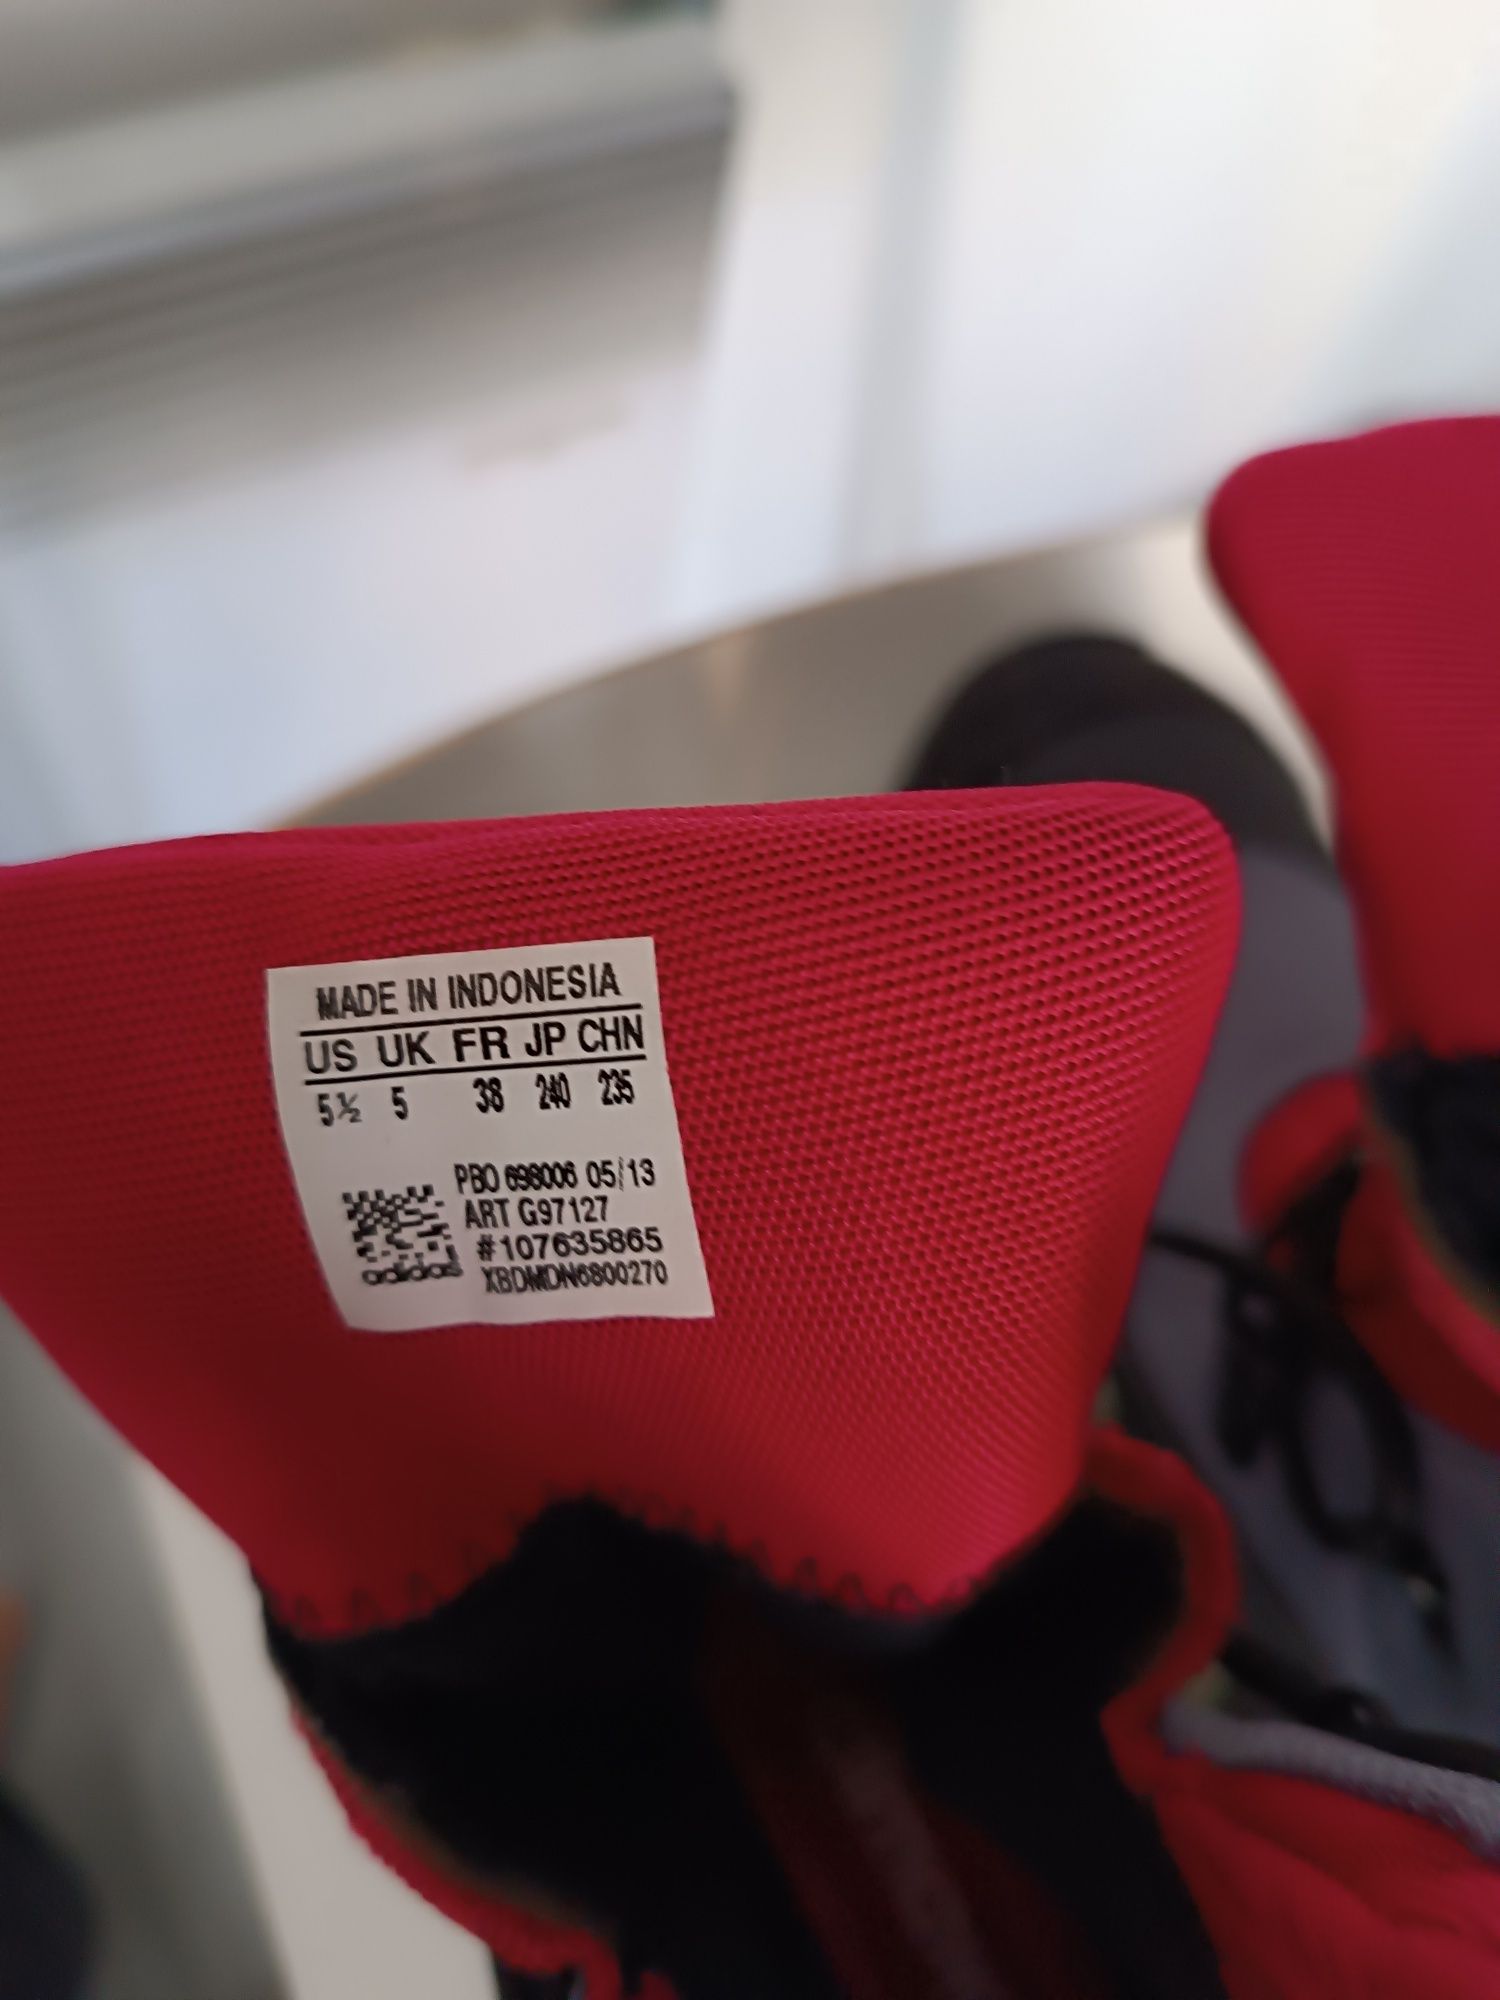 MADE IN INDONESIA
US UK FR JP CHN
5½ 5 38 240 235
PBO 698006 05/13
ART G97127
#107635865
XBDMDN6800270
adidas